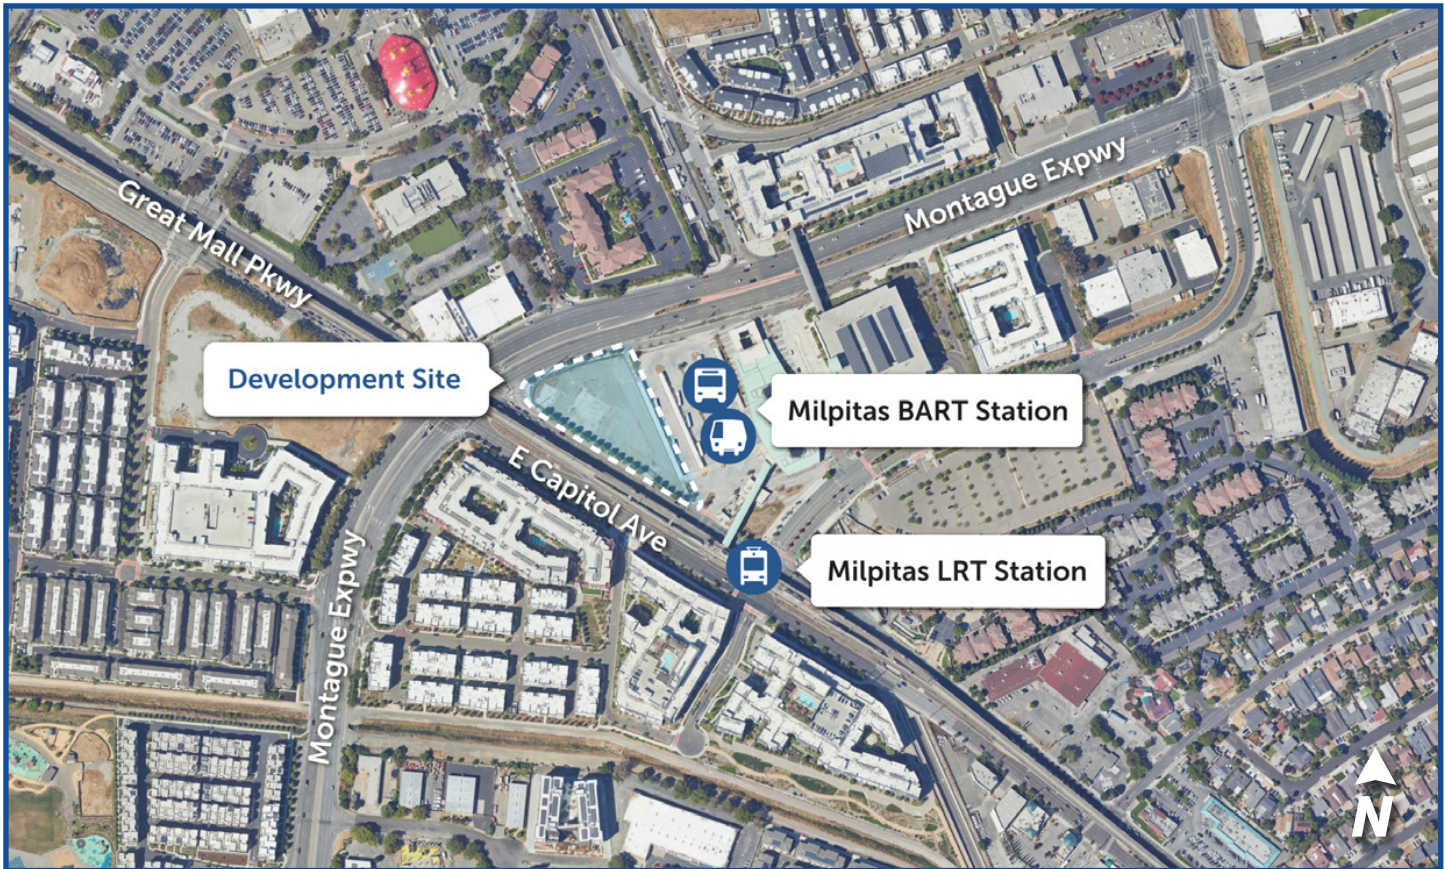 Great Mall Pkwy
Montague Expwy
Development Site
Milpitas BART Station
E Capitol Ave
Milpitas LRT Station
Montague Expwy
N